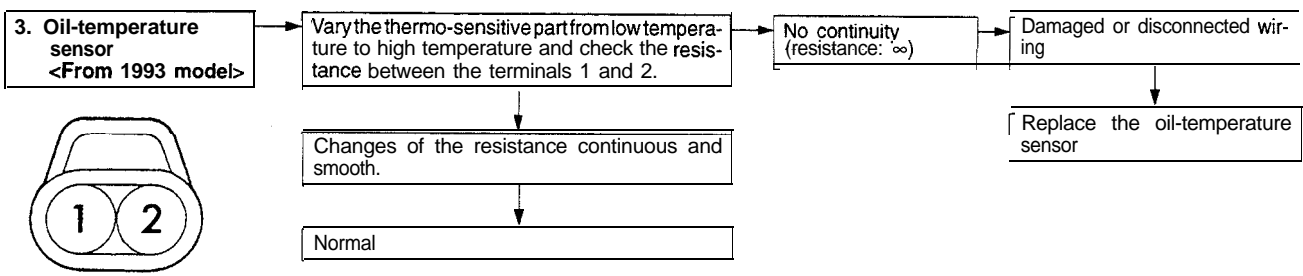 3. Oil-temperature
sensor
<From 1993 model>
Vary the thermo-sensitive part from low tempera-
ture to high temperature and check the resis-
tance between the terminals 1 and 2.
No continuity
(resistance: ∞)
Damaged or disconnected wir-
ing
Changes of the resistance continuous and
smooth.
Replace the oil-temperature
sensor
1 2
Normal